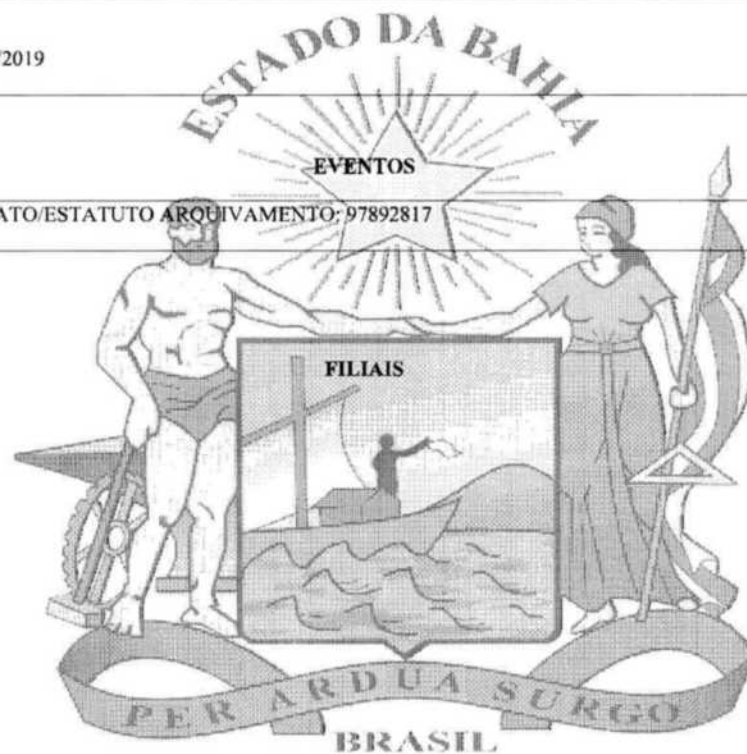 ESTADO DA BAHIA
/2019
EVENTOS
ATO/ESTATUTO ARQUIVAMENTO: 97892817
FILIAIS
PER ARDUA SURGO
BRASIL